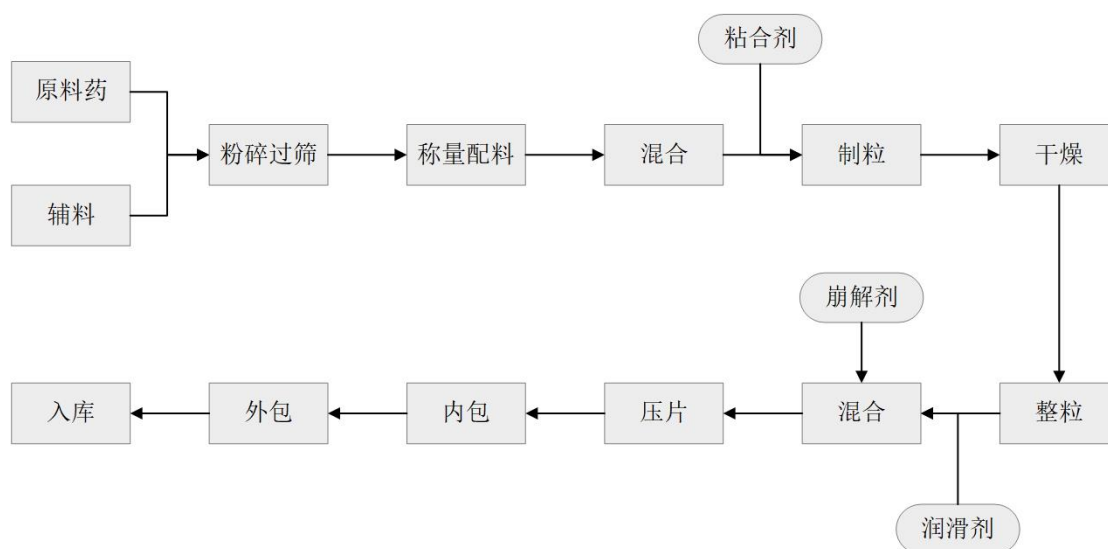 粘合剂
原料药
辅料
粉碎过筛
称量配料
混合
制粒
干燥
崩解剂
入库
外包
内包
压片
混合
整粒
润滑剂